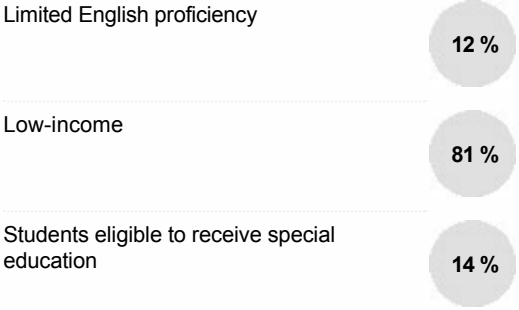 Limited English proficiency
12 %
Low-income
81 %
Students eligible to receive special
education
14 %